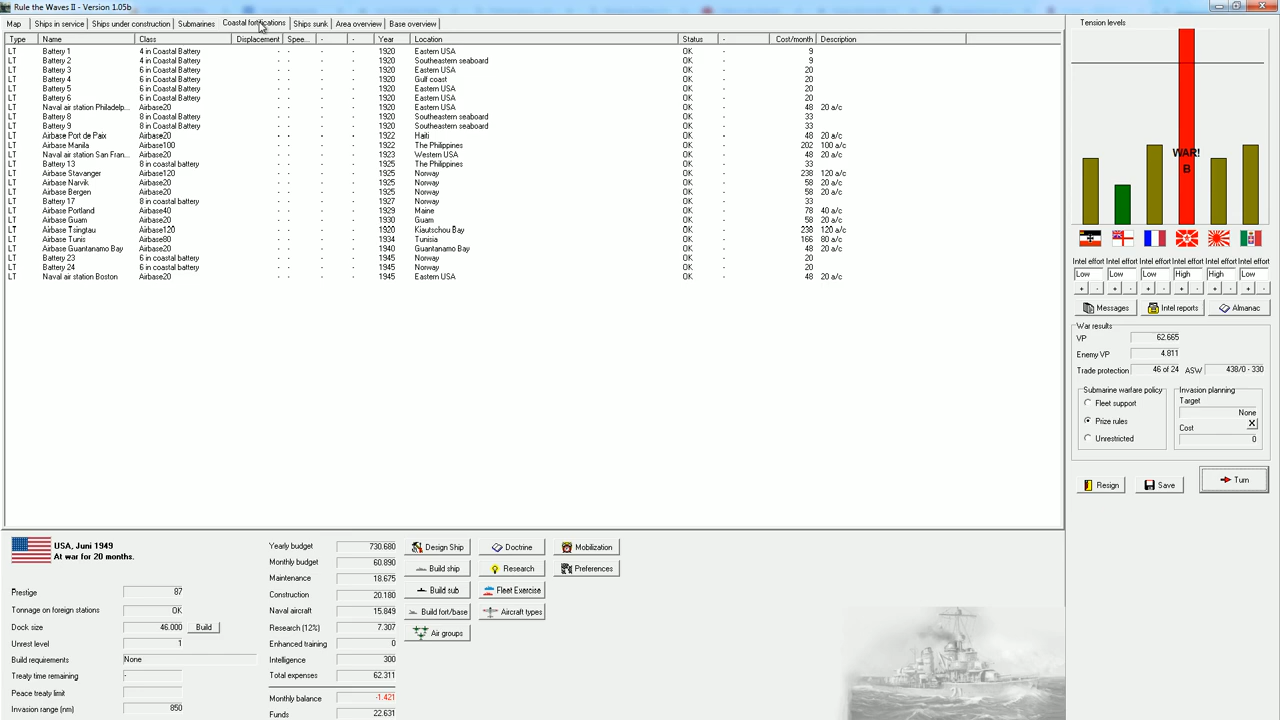 Rule the Waves II - Version 1.05b
Map Ships in service Ships under construction Submarines Coastal fortifications Ships sunk Area overview Base overview
Type Name Class Displacement Spee... - - Year Location Status - Cost/month Description
LT Battery 1 4 in Coastal Battery - - - - 1920 Eastern USA OK - 9
LT Battery 2 4 in Coastal Battery - - - - 1920 Southeastern seaboard OK - 9
LT Battery 3 6 in Coastal Battery - - - - 1920 Eastern USA OK - 20
LT Battery 4 6 in Coastal Battery - - - - 1920 Gulf coast OK - 20
LT Battery 5 6 in Coastal Battery - - - - 1920 Eastern USA OK - 20
LT Battery 6 6 in Coastal Battery - - - - 1920 Eastern USA OK - 20
LT Naval air station Philadelp... Airbase20 - - - - 1920 Eastern USA OK - 48 20 a/c
LT Battery 8 8 in Coastal Battery - - - - 1920 Southeastern seaboard OK - 33
LT Battery 9 8 in Coastal Battery - - - - 1920 Southeastern seaboard OK - 33
LT Airbase Port de Paix Airbase20 - - - - 1922 Haiti OK - 48 20 a/c
LT Airbase Manila Airbase100 - - - - 1922 The Philippines OK - 202 100 a/c
LT Naval air station San Fran... Airbase20 - - - - 1923 Western USA OK - 48 20 a/c
LT Battery 13 8 in coastal battery - - - - 1925 The Philippines OK - 33
LT Airbase Stavanger Airbase120 - - - - 1925 Norway OK - 238 120 a/c
LT Airbase Narvik Airbase20 - - - - 1925 Norway OK - 58 20 a/c
LT Airbase Bergen Airbase20 - - - - 1925 Norway OK - 58 20 a/c
LT Battery 17 8 in coastal battery - - - - 1927 Norway OK - 33
LT Airbase Portland Airbase40 - - - - 1929 Maine OK - 78 40 a/c
LT Airbase Guam Airbase20 - - - - 1930 Guam OK - 58 20 a/c
LT Airbase Tsingtau Airbase120 - - - - 1920 Kiautschou Bay OK - 238 120 a/c
LT Airbase Tunis Airbase80 - - - - 1934 Tunisia OK - 166 80 a/c
LT Airbase Guantanamo Bay Airbase20 - - - - 1940 Guantanamo Bay OK - 48 20 a/c
LT Battery 23 6 in coastal battery - - - - 1945 Norway OK - 20
LT Battery 24 6 in coastal battery - - - - 1945 Norway OK - 20
LT Naval air station Boston Airbase20 - - - - 1945 Eastern USA OK - 48 20 a/c
Tension levels
WAR!
B
Intel effort Intel effort Intel effort Intel effort Intel effort Intel effort
Low Low Low High High Low
+ - + - + - + - + - + -
Messages Intel reports Almanac
War results
VP 62.665
Enemy VP 4.811
Trade protection 46 of 24 ASW 438/0 - 330
Submarine warfare policy
Fleet support
Prize rules
Unrestricted
Invasion planning
Target
None
Cost X
0
Resign Save Turn
USA, Juni 1949
At war for 20 months.
Prestige 87
Tonnage on foreign stations OK
Dock size 46.000 Build
Unrest level 1
Build requirements None
Treaty time remaining -
Peace treaty limit
Invasion range (nm) 850
Yearly budget 730.680
Monthly budget 60.890
Maintenance 18.675
Construction 20.180
Naval aircraft 15.849
Research (12%) 7.307
Enhanced training 0
Intelligence 300
Total expenses 62.311
Monthly balance -1.421
Funds 22.631
Design Ship Doctrine Mobilization
Build ship Research Preferences
Build sub Fleet Exercise
Build fort/base Aircraft types
Air groups